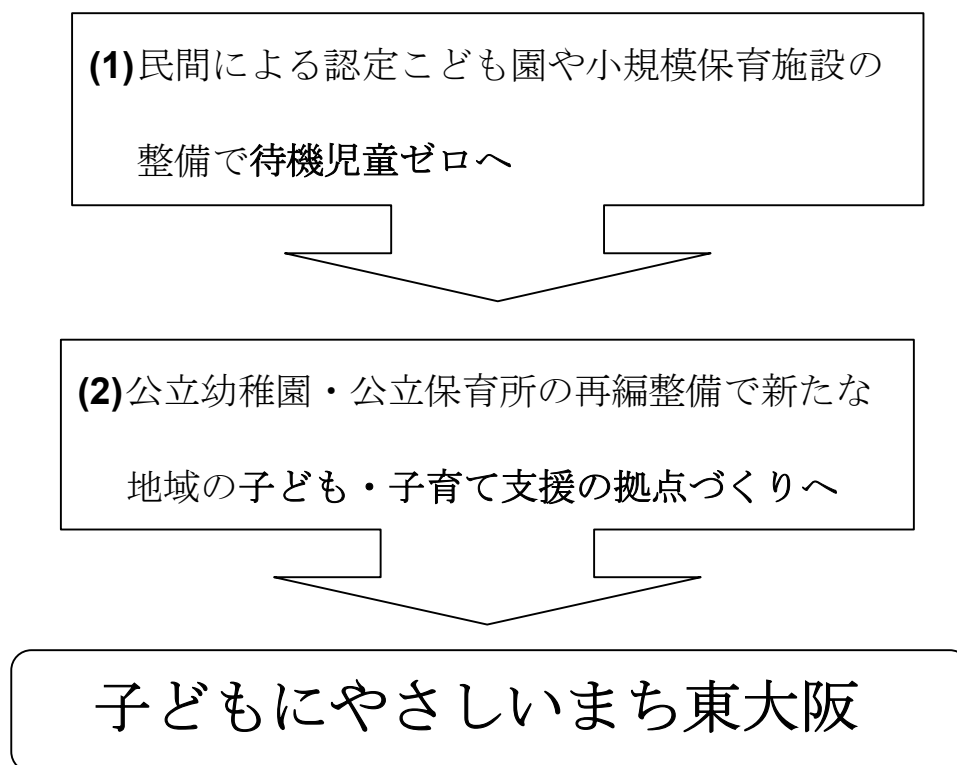 (1)民間による認定こども園や小規模保育施設の
整備で待機児童ゼロへ
(2)公立幼稚園・公立保育所の再編整備で新たな
地域の子ども・子育て支援の拠点づくりへ
子どもにやさしいまち東大阪